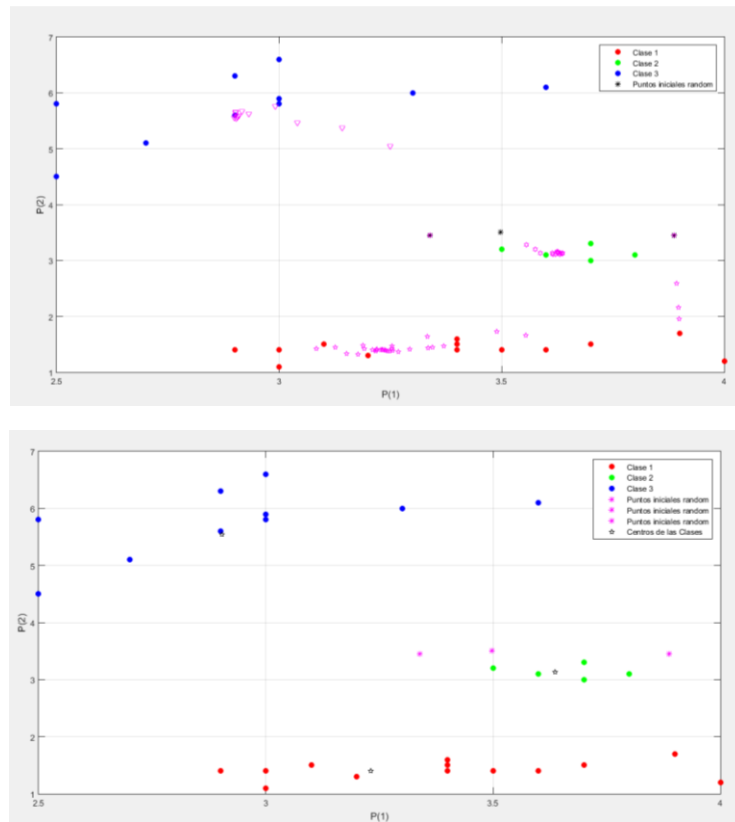 7
6
5
4
3
2
1
P(2)
2.5
3
3.5
4
P(1)
Clase 1
Clase 2
Clase 3
Puntos iniciales random
7
6
5
4
3
2
1
P(2)
2.5
3
3.5
4
P(1)
Clase 1
Clase 2
Clase 3
Puntos iniciales random
Puntos iniciales random
Puntos iniciales random
Centros de las Clases